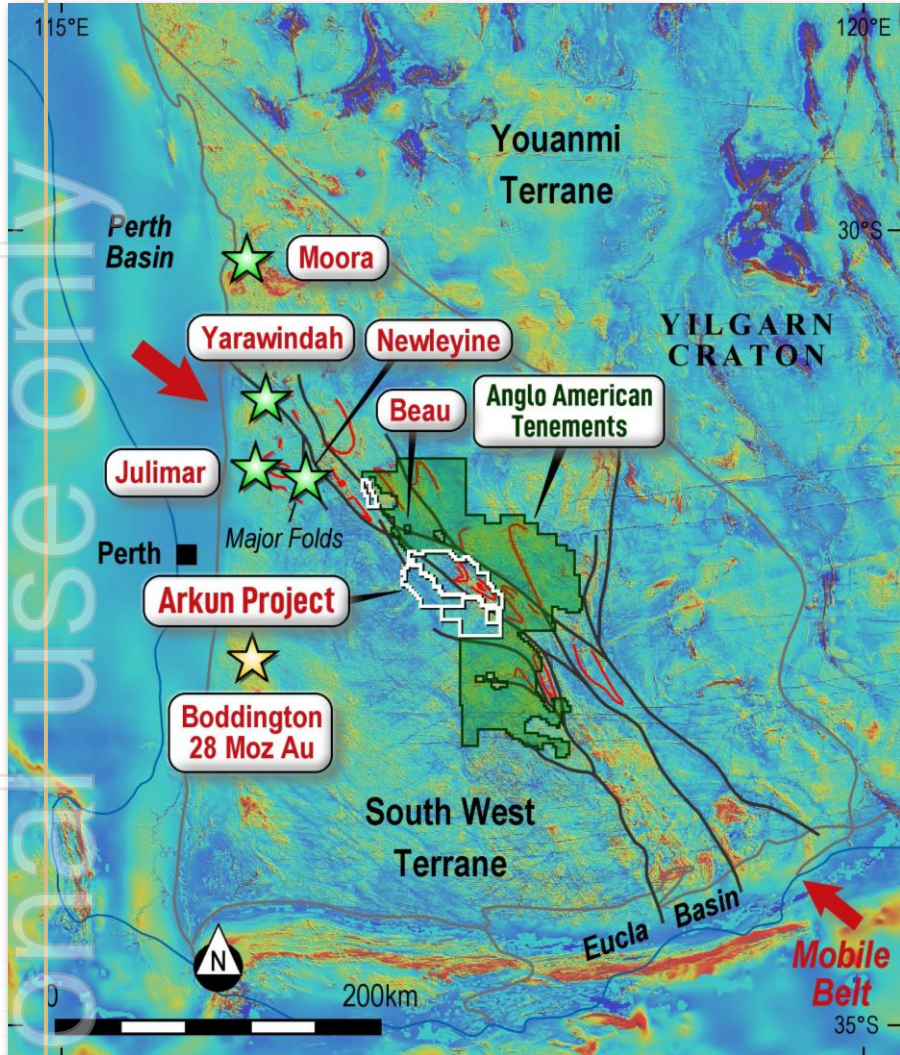 115°E
120°E
Youanmi
Terrane
Perth
Basin
30°S
Moora
YILGARN
CRATON
Yarawindah
Newleyine
Beau
Anglo American
Tenements
Julimar
Major Folds
Perth
Arkun Project
Boddington
28 Moz Au
South West
Terrane
Eucla Basin
Mobile
Belt
N
0
200km
35°S
onal use only